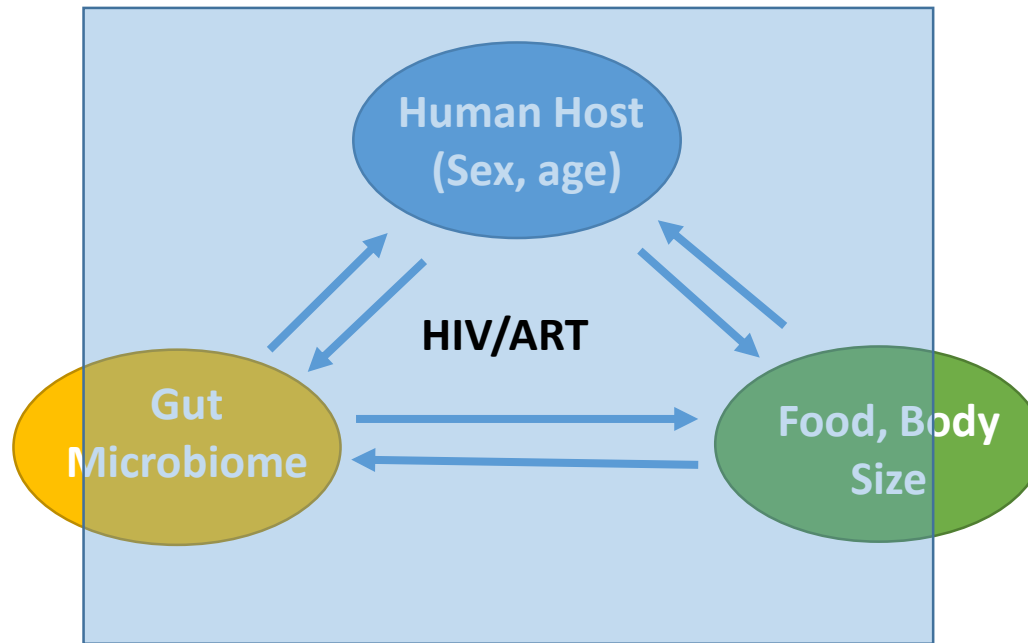 Human Host
(Sex, age)
HIV/ART
Gut
Microbiome
Food, Body
Size